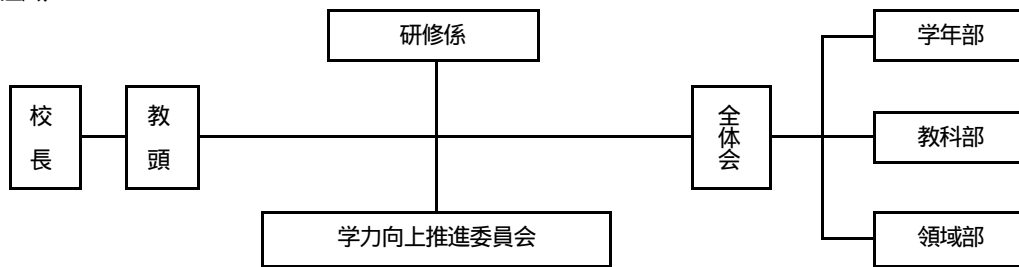 研修係
学年部
校長
教頭
全体会
教科部
学力向上推進委員会
領域部